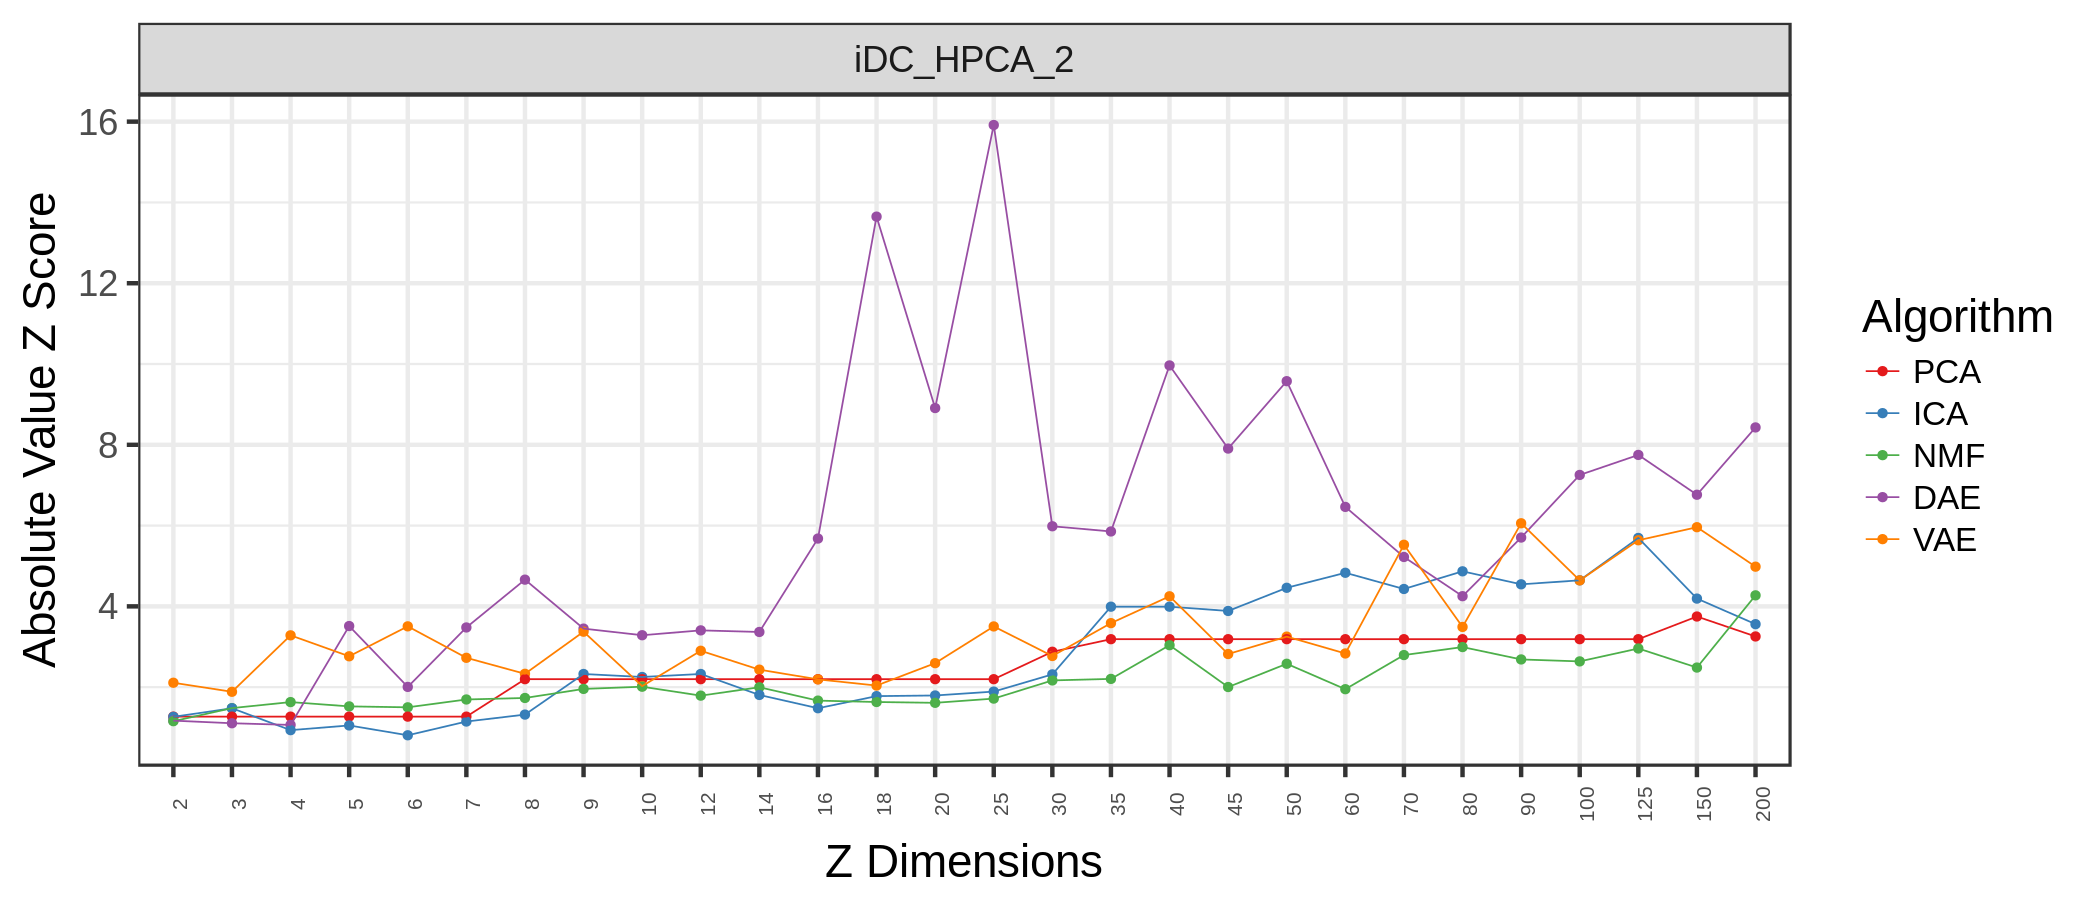 iDC_HPCA_2
Absolute Value Z Score
16
12
8
4
2 3 4 5 6 7 8 9 10 12 14 16 18 20 25 30 35 40 45 50 60 70 80 90 100 125 150 200
Z Dimensions
Algorithm
PCA
ICA
NMF
DAE
VAE